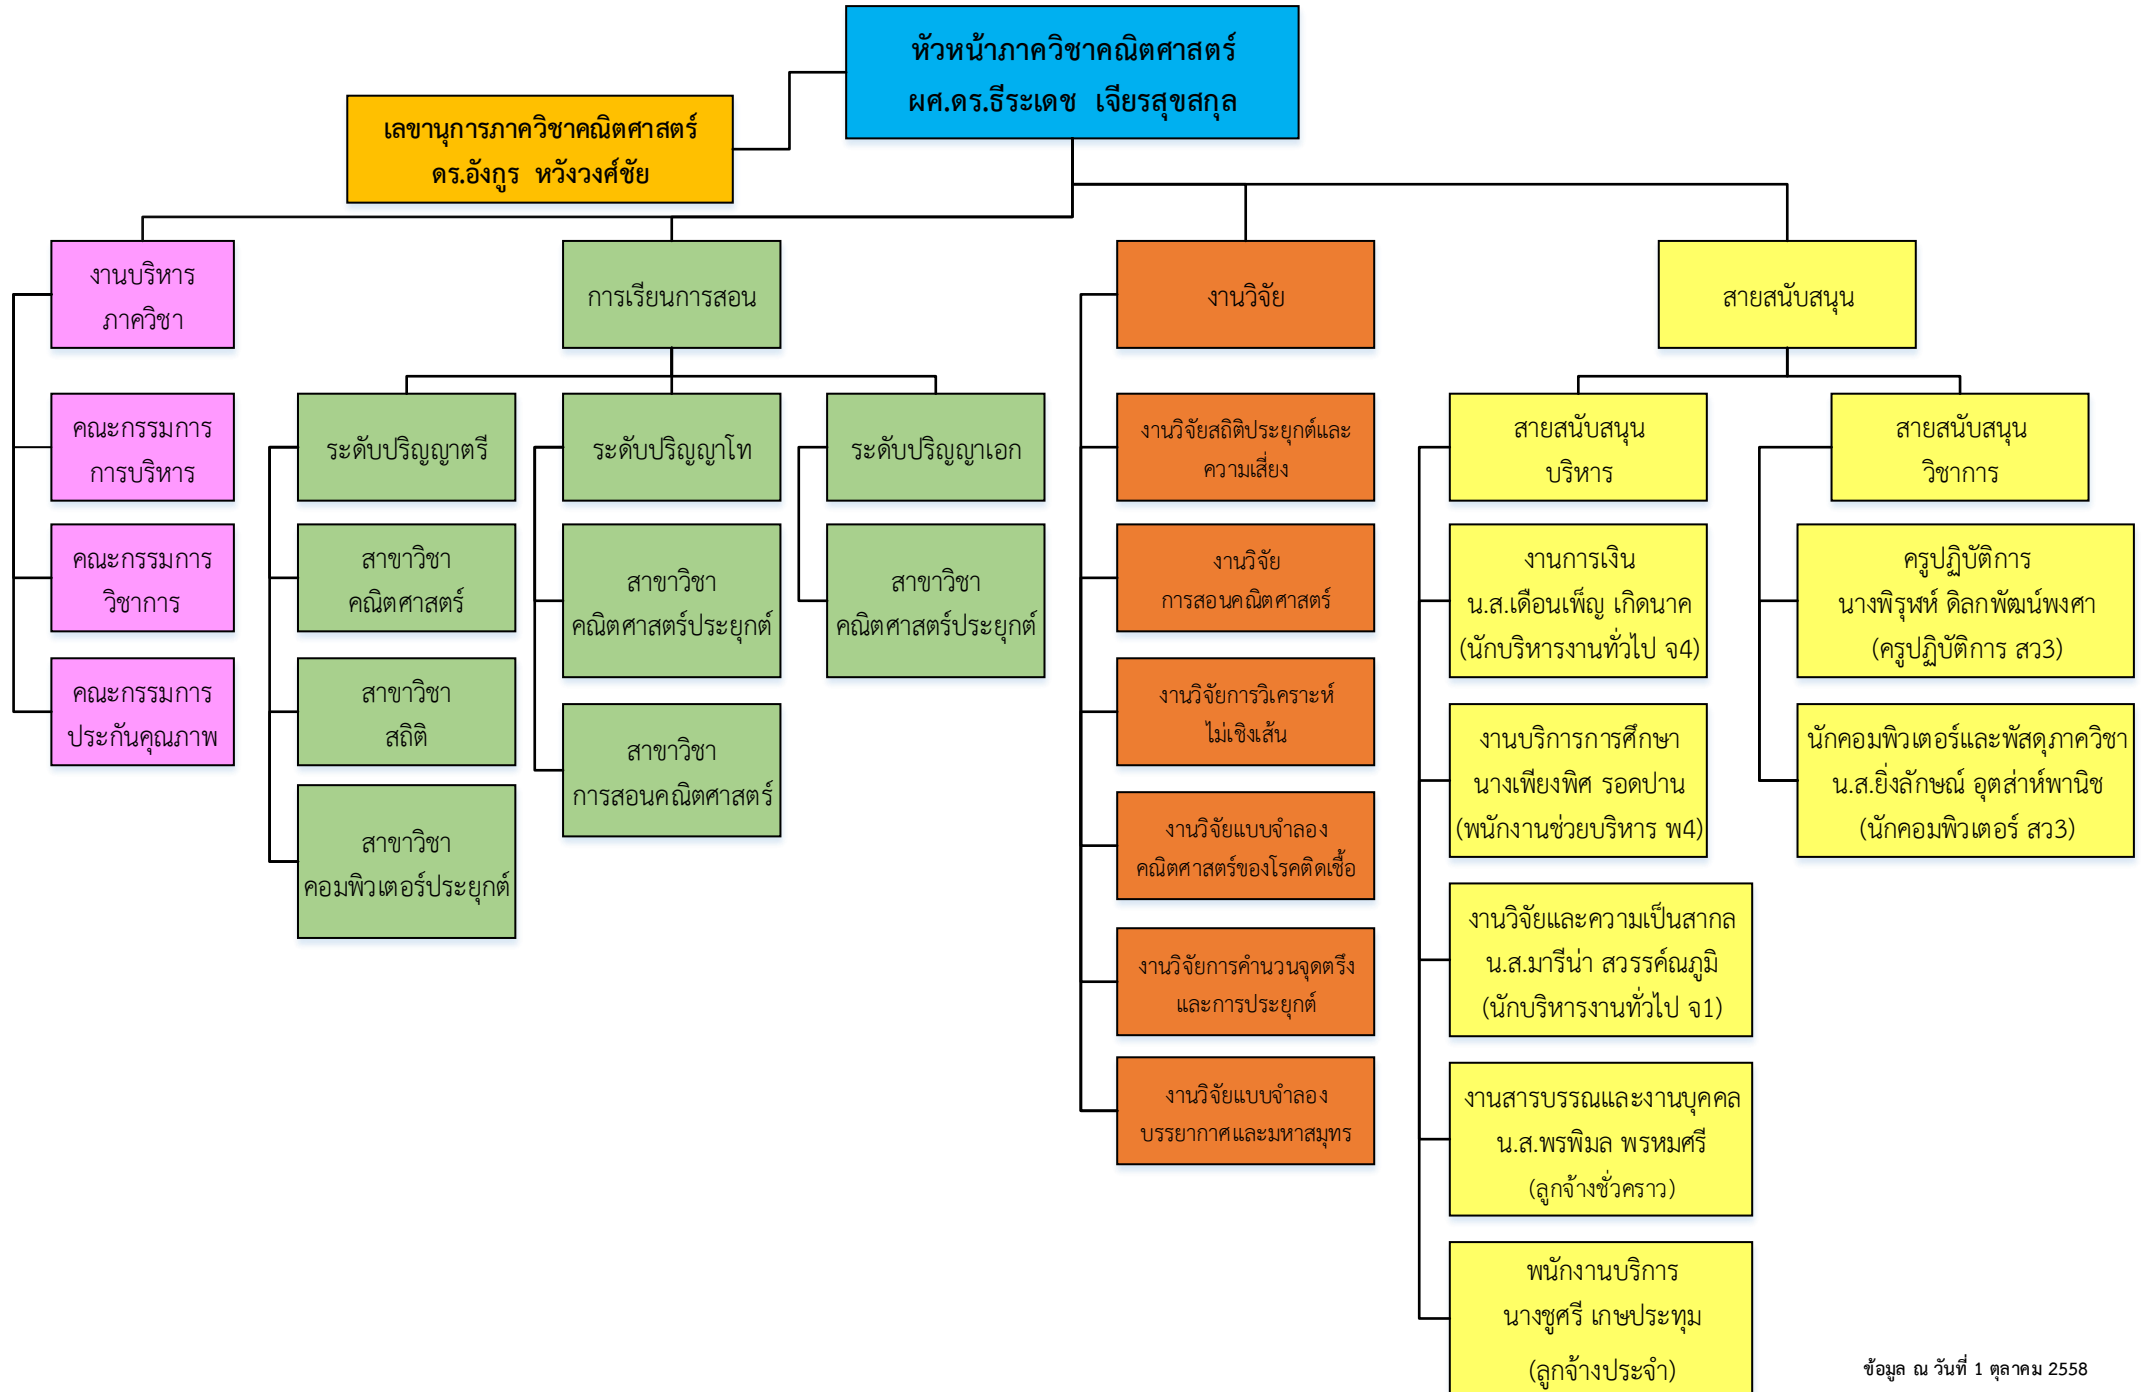 หัวหน้าภาควิชาคณิตศาสตร์
ผศ.ดร.ธีระเดช เจียรสุขสกุล
เลขานุการภาควิชาคณิตศาสตร์
ดร.อังกูร หวังวงศ์ชัย
งานบริหาร
ภาควิชา
คณะกรรมการ
การบริหาร
คณะกรรมการ
วิชาการ
คณะกรรมการ
ประกันคุณภาพ
การเรียนการสอน
ระดับปริญญาตรี
สาขาวิชา
คณิตศาสตร์
สาขาวิชา
สถิติ
สาขาวิชา
คอมพิวเตอร์ประยุกต์
ระดับปริญญาโท
สาขาวิชา
คณิตศาสตร์ประยุกต์
สาขาวิชา
การสอนคณิตศาสตร์
ระดับปริญญาเอก
สาขาวิชา
คณิตศาสตร์ประยุกต์
งานวิจัย
งานวิจัยสถิติประยุกต์และ
ความเสี่ยง
งานวิจัย
การสอนคณิตศาสตร์
งานวิจัยการวิเคราะห์
ไม่เชิงเส้น
งานวิจัยแบบจำลอง
คณิตศาสตร์ของโรคติดเชื้อ
งานวิจัยการคำนวนจุดตรึง
และการประยุกต์
งานวิจัยแบบจำลอง
บรรยากาศและมหาสมุทร
สายสนับสนุน
สายสนับสนุน
บริหาร
งานการเงิน
น.ส.เดือนเพ็ญ เกิดนาค
(นักบริหารงานทั่วไป จ4)
งานบริการการศึกษา
นางเพียงพิศ รอดปาน
(พนักงานช่วยบริหาร พ4)
งานวิจัยและความเป็นสากล
น.ส.มารีน่า สวรรค์ณภูมิ
(นักบริหารงานทั่วไป จ1)
งานสารบรรณและงานบุคคล
น.ส.พรพิมล พรหมศรี
(ลูกจ้างชั่วคราว)
พนักงานบริการ
นางชูศรี เกษประทุม
(ลูกจ้างประจำ)
สายสนับสนุน
วิชาการ
ครูปฏิบัติการ
นางพิรุฬห์ ดิลกพัฒน์พงศา
(ครูปฏิบัติการ สว3)
นักคอมพิวเตอร์และพัสดุภาควิชา
น.ส.ยิ่งลักษณ์ อุตส่าห์พานิช
(นักคอมพิวเตอร์ สว3)
ข้อมูล ณ วันที่ 1 ตุลาคม 2558